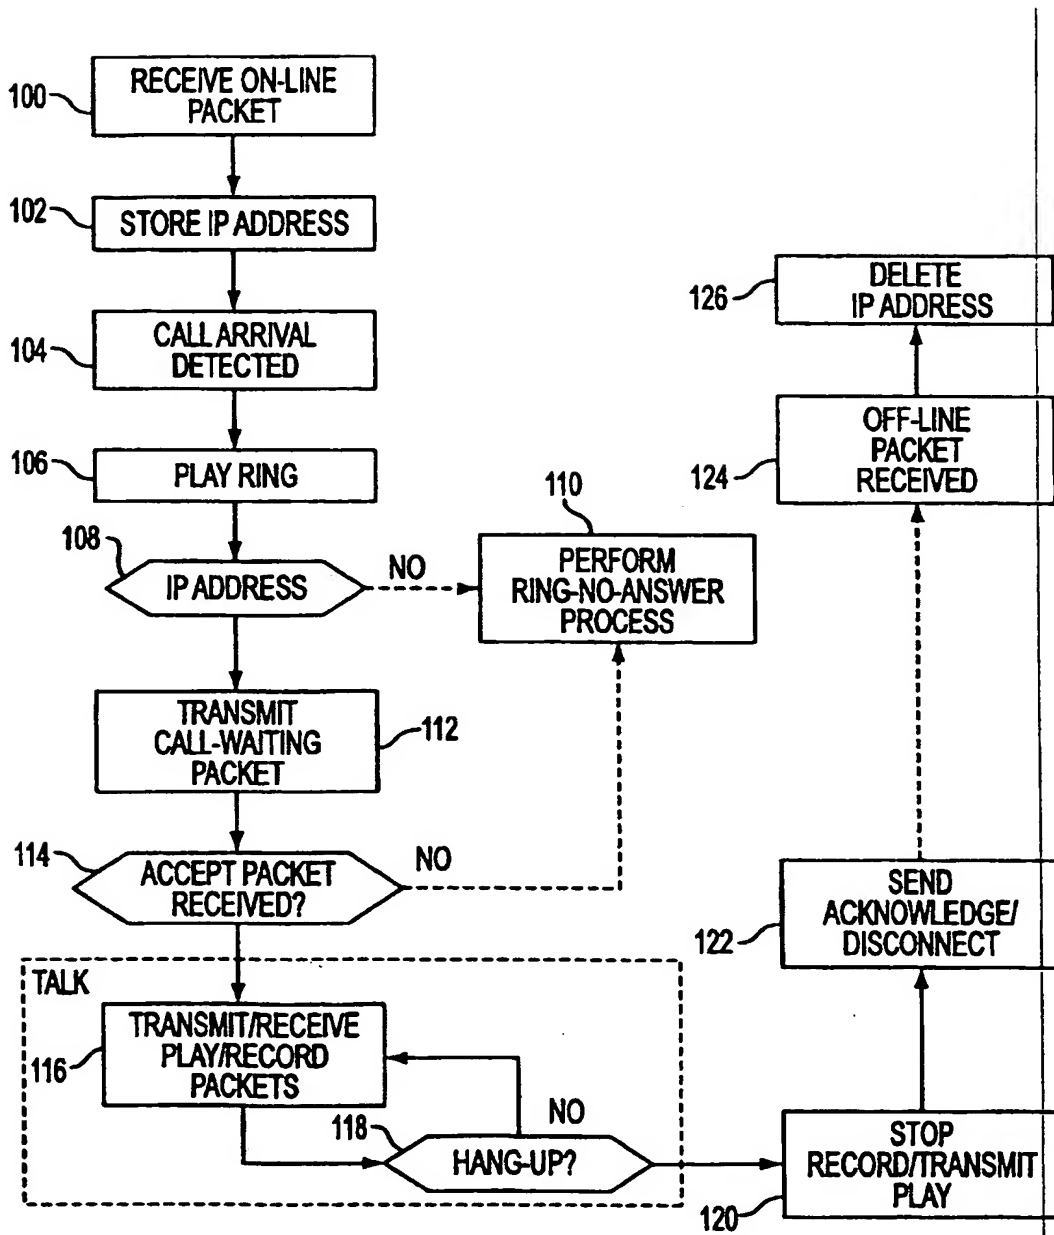 100
RECEIVE ON-LINE
PACKET
102
STORE IP ADDRESS
104
CALL ARRIVAL
DETECTED
106
PLAY RING
108
IP ADDRESS
NO
110
PERFORM
RING-NO-ANSWER
PROCESS
112
TRANSMIT
CALL-WAITING
PACKET
114
ACCEPT PACKET
RECEIVED?
NO
TALK
116
TRANSMIT/RECEIVE
PLAY/RECORD
PACKETS
118
HANG-UP?
NO
120
STOP
RECORD/TRANSMIT
PLAY
122
SEND
ACKNOWLEDGE/
DISCONNECT
124
OFF-LINE
PACKET
RECEIVED
126
DELETE
IP ADDRESS